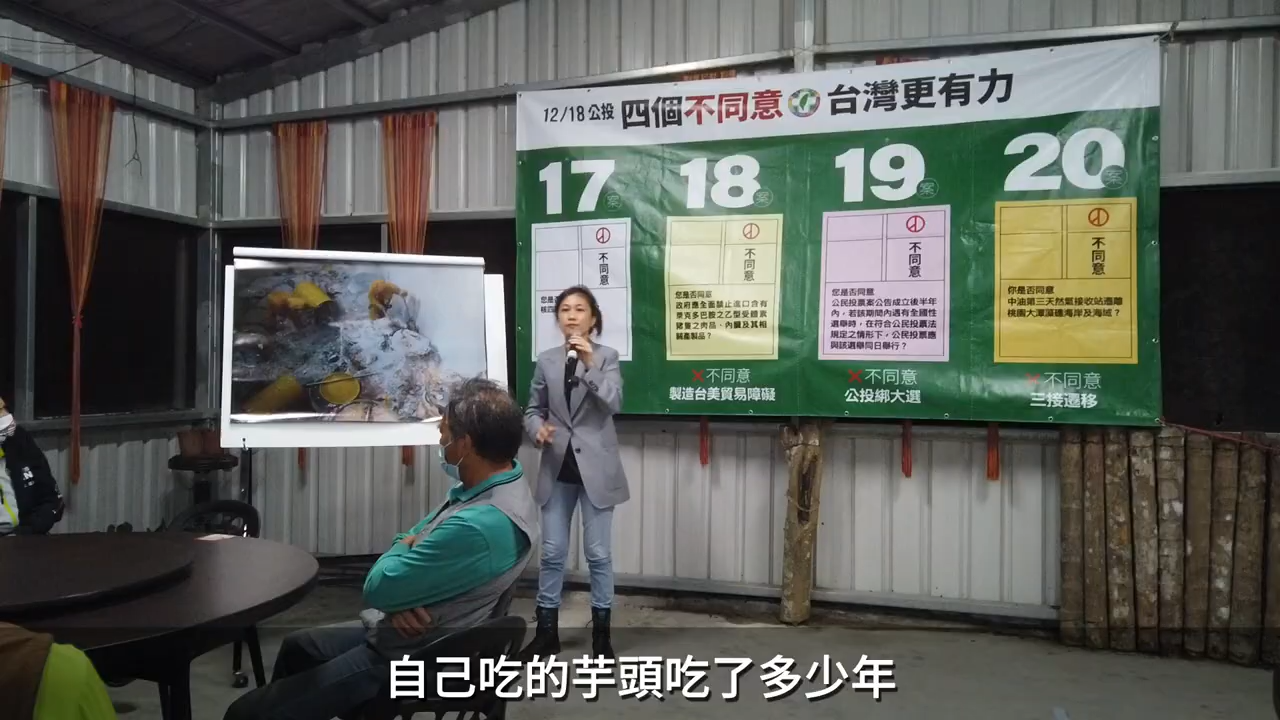 12/18 公投 四個不同意 台灣更有力
17 案
18 案
19 案
20 案
不同意
您是否
核四
不同意
您是否同意
政府應全面禁止進口含有
萊克多巴胺之乙型受體素
豬隻之肉品、內臟及其相
關產製品?
不同意
您是否同意
公民投票案公告成立後半年
內,若該期間內遇有全國性
選舉時,在符合公民投票法
規定之情形下,公民投票應
與該選舉同日舉行?
不同意
你是否同意
中油第三天然氣接收站遷離
桃園大潭藻礁海岸及海域?
不同意
製造台美貿易障礙
不同意
公投綁大選
不同意
三接遷移
自己吃的芋頭吃了多少年